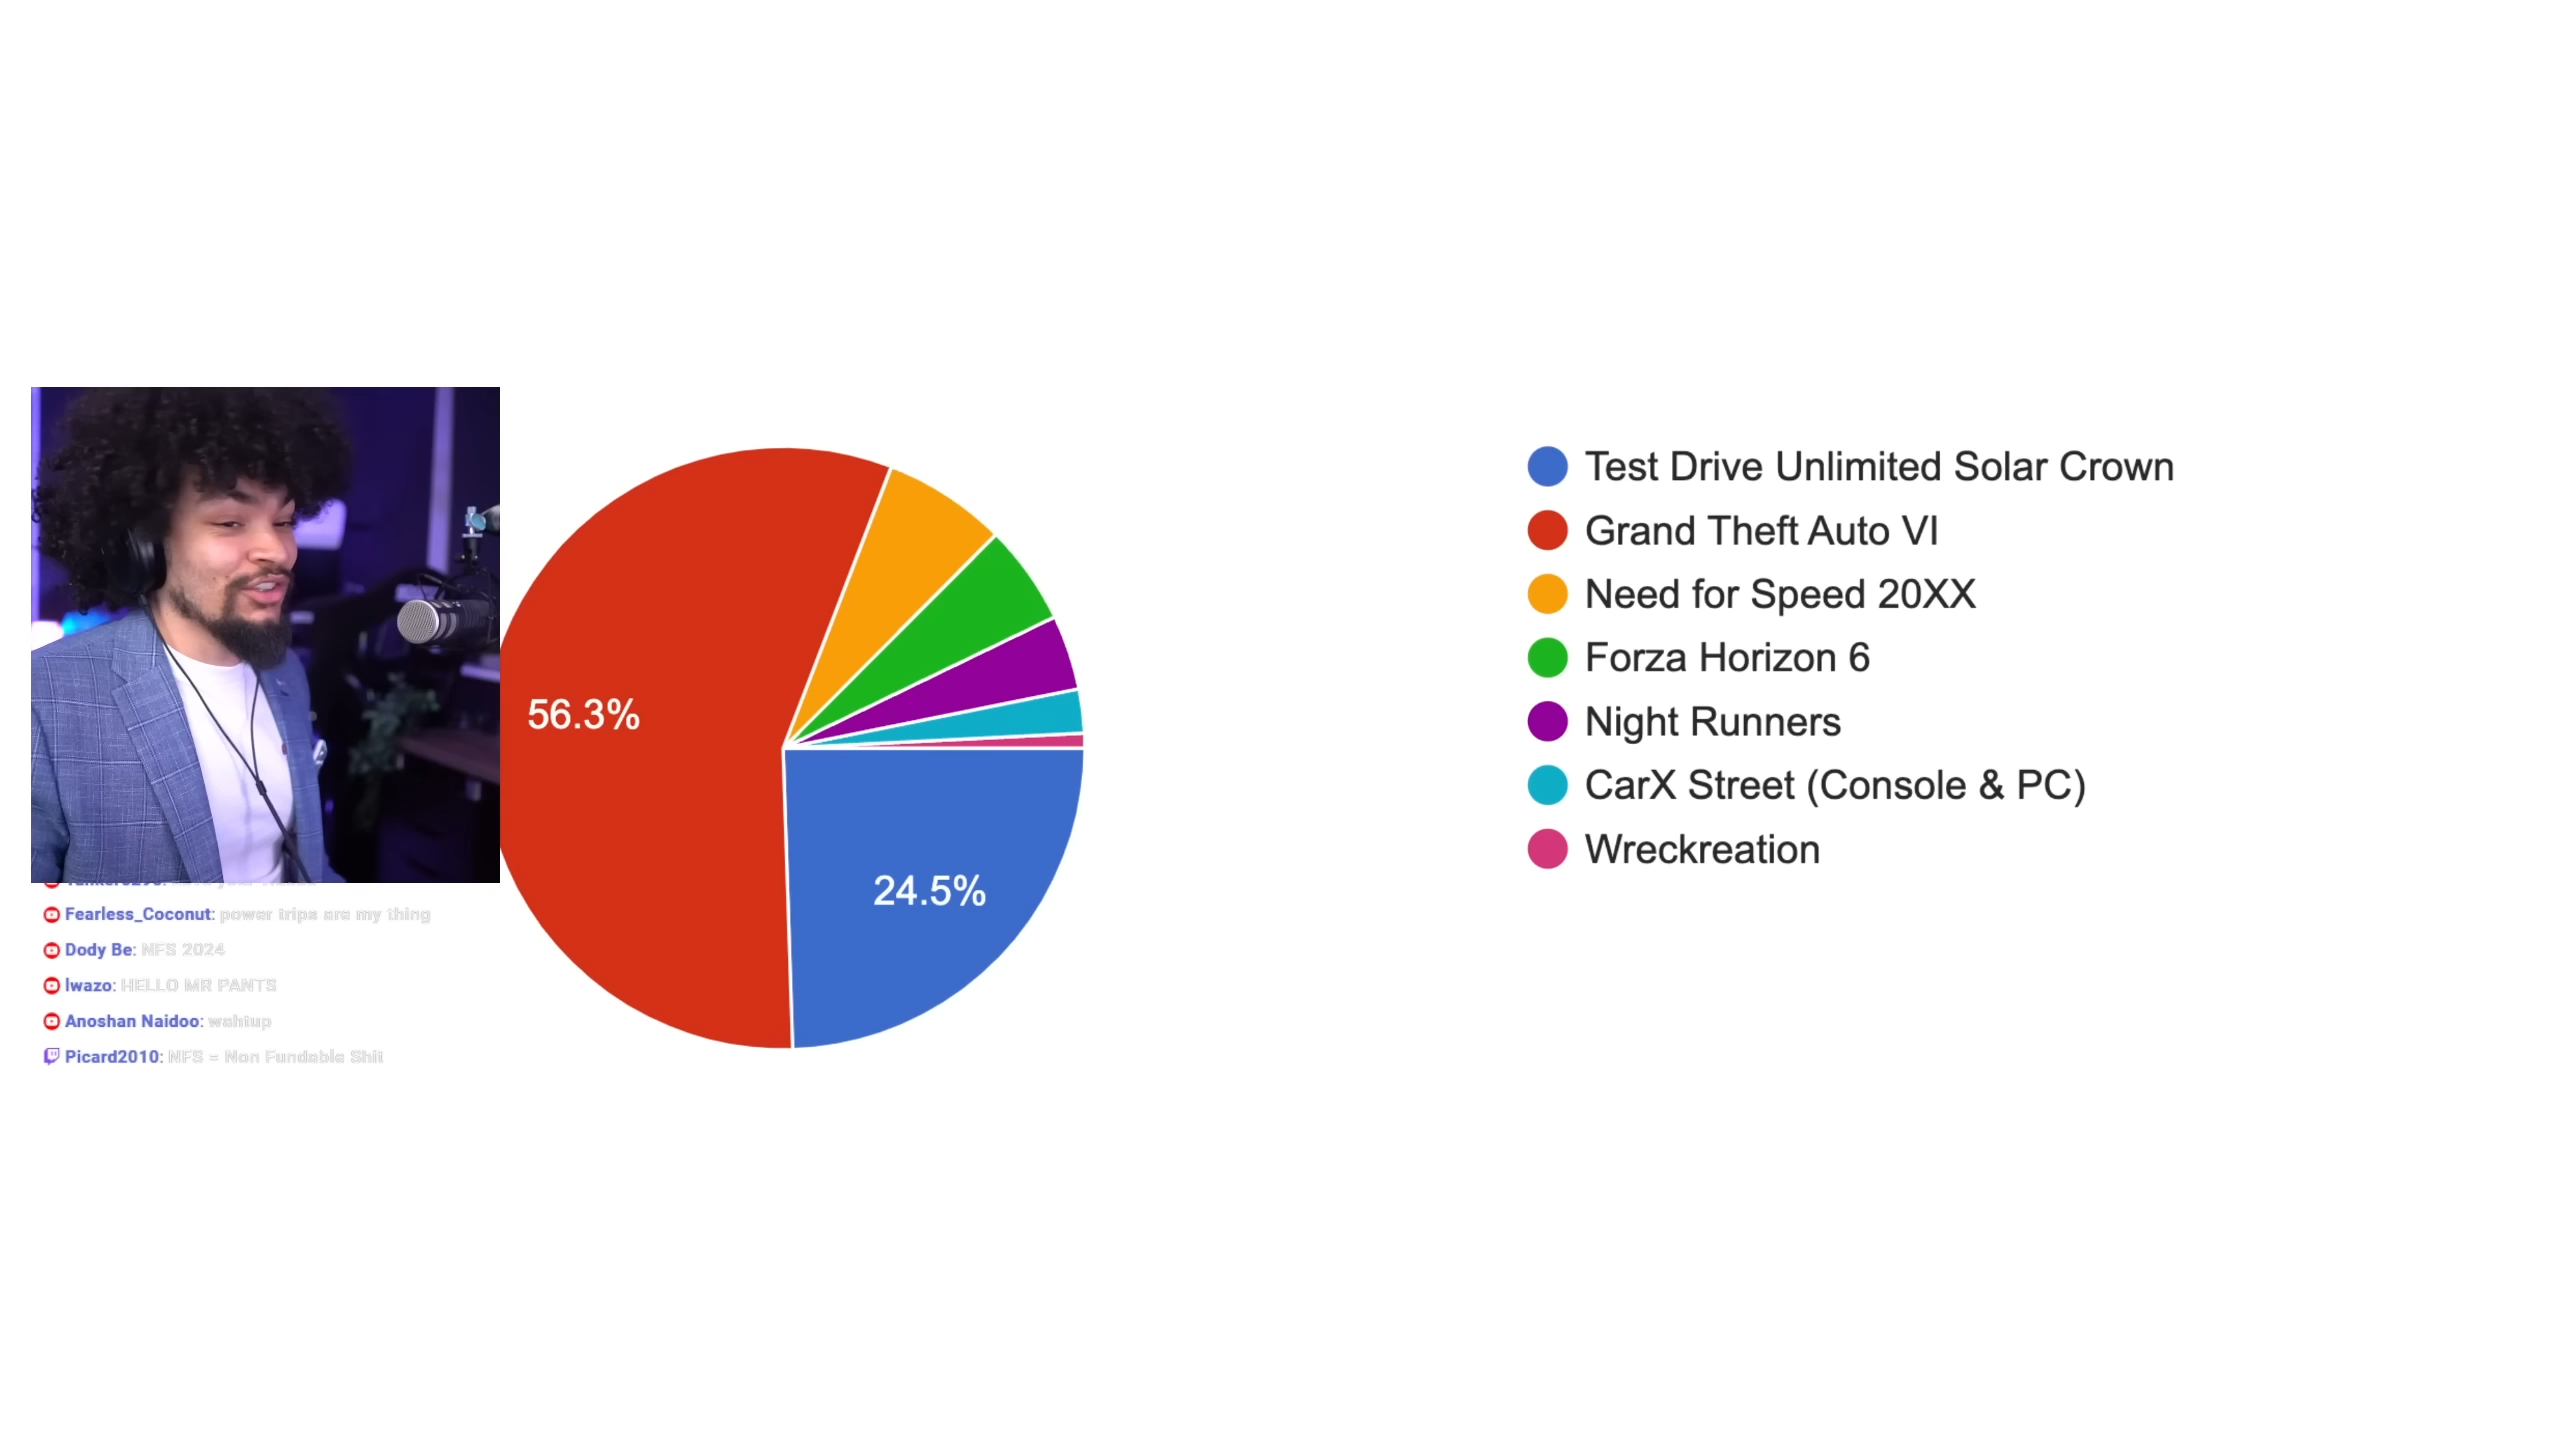 56.3%
24.5%
Test Drive Unlimited Solar Crown
Grand Theft Auto VI
Need for Speed 20XX
Forza Horizon 6
Night Runners
CarX Street (Console & PC)
Wreckreation
Fearless_Coconut: power trips are my thing
Dody Be: NFS 2024
Iwazo: HELLO MR PANTS
Anoshan Naidoo: wahtup
Picard2010: NFS = Non Fundable Shit